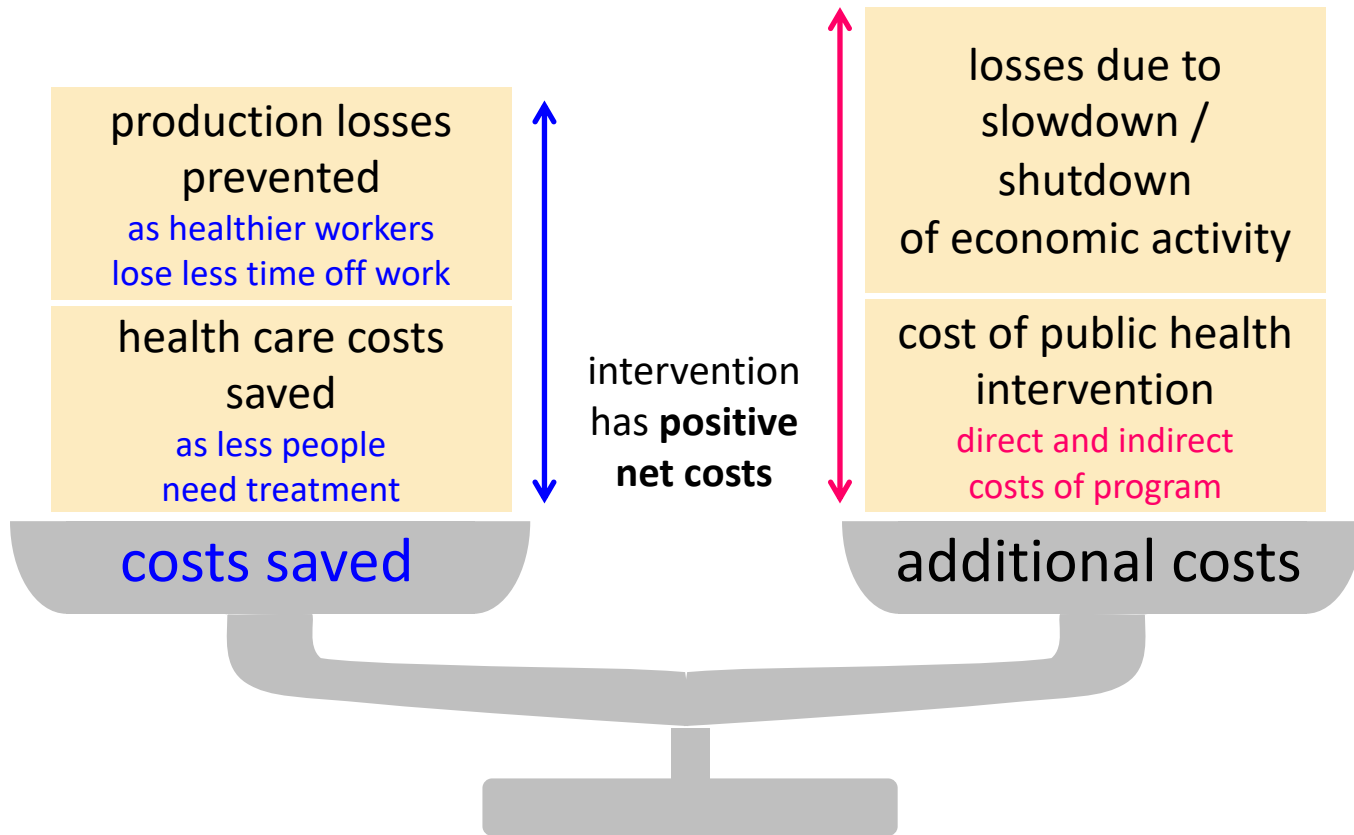 production losses
prevented
as healthier workers
lose less time off work
health care costs
saved
as less people
need treatment
costs saved
intervention
has positive
net costs
losses due to
slowdown /
shutdown
of economic activity
cost of public health
intervention
direct and indirect
costs of program
additional costs